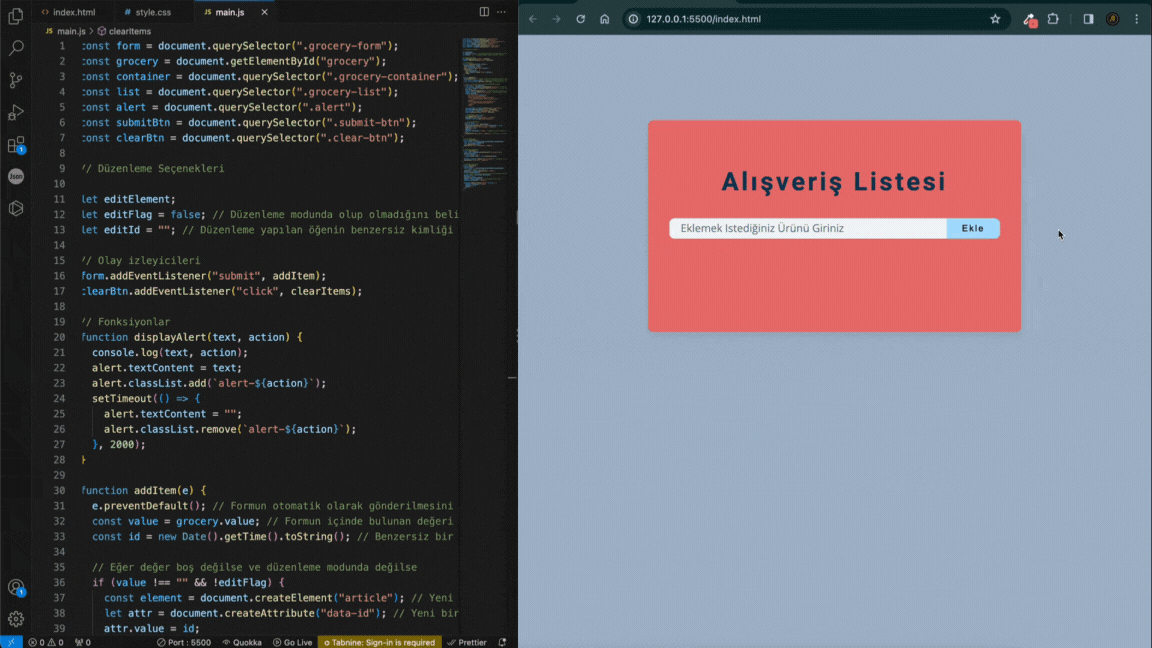 index.html
style.css
main.js
main.js > clearItems
1 const form = document.querySelector(".grocery-form");
2 const grocery = document.getElementById("grocery");
3 const container = document.querySelector(".grocery-container");
4 const list = document.querySelector(".grocery-list");
5 const alert = document.querySelector(".alert");
6 const submitBtn = document.querySelector(".submit-btn");
7 const clearBtn = document.querySelector(".clear-btn");
8
9 // Düzenleme Seçenekleri
10
11 let editElement;
12 let editFlag = false; // Düzenleme modunda olup olmadığını beli
13 let editId = ""; // Düzenleme yapılan öğenin benzersiz kimliği
14
15 // Olay izleyicileri
16 form.addEventListener("submit", addItem);
17 clearBtn.addEventListener("click", clearItems);
18
19 // Fonksiyonlar
20 function displayAlert(text, action) {
21 console.log(text, action);
22 alert.textContent = text;
23 alert.classList.add(`alert-${action}`);
24 setTimeout(() => {
25 alert.textContent = "";
26 alert.classList.remove(`alert-${action}`);
27 }, 2000);
28 }
29
30 function addItem(e) {
31 e.preventDefault(); // Formun otomatik olarak gönderilmesini
32 const value = grocery.value; // Formun içinde bulunan değeri
33 const id = new Date().getTime().toString(); // Benzersiz bir
34
35 // Eğer değer boş değilse ve düzenleme modunda değilse
36 if (value !== "" && !editFlag) {
37 const element = document.createElement("article"); // Yeni
38 let attr = document.createAttribute("data-id"); // Yeni bir
39 attr.value = id;
0 0 0 Port : 5500 Quokka Go Live Tabnine: Sign-in is required Prettier
127.0.0.1:5500/index.html
Alışveriş Listesi
Eklemek Istediğiniz Ürünü Giriniz
Ekle